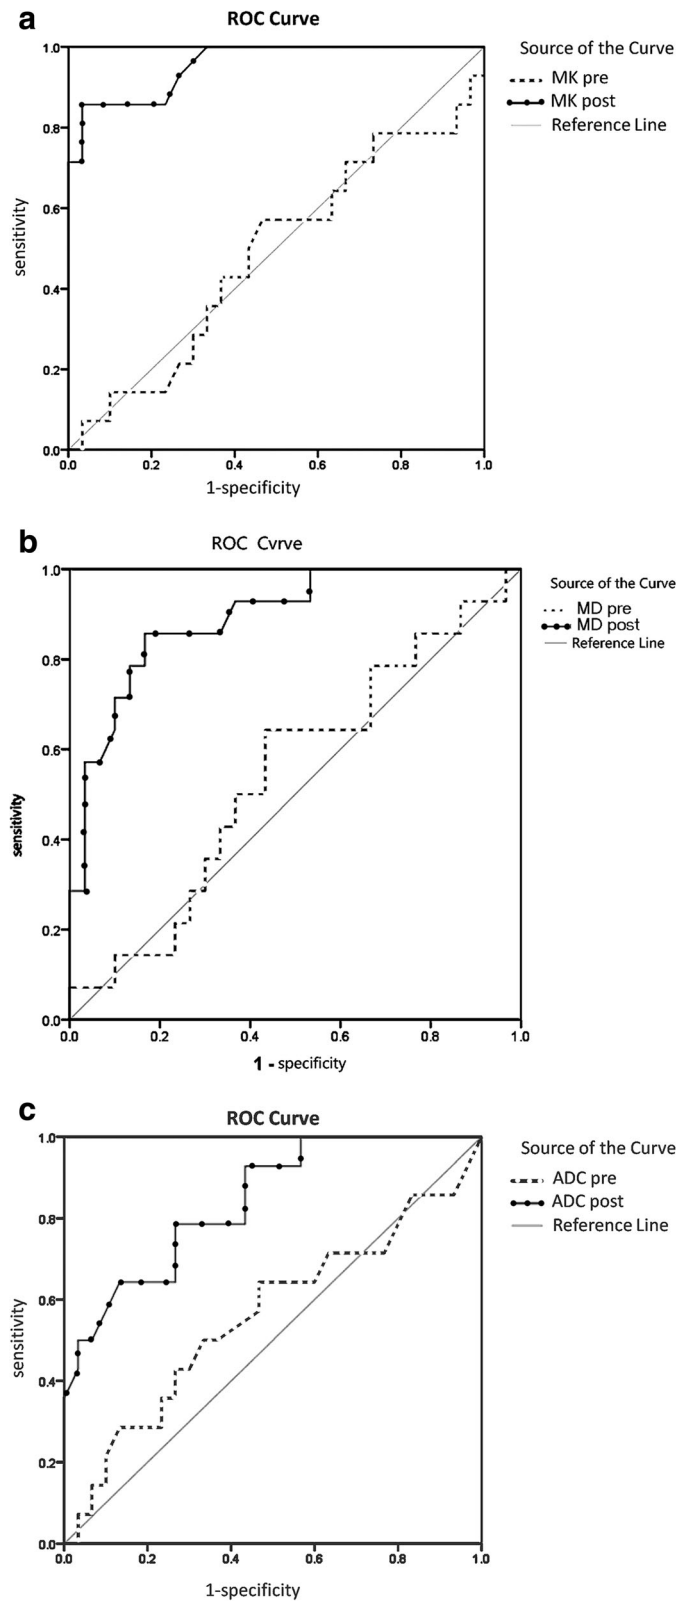 a
ROC Curve
Source of the Curve
MK pre
MK post
Reference Line
1.0
0.8
0.6
0.4
0.2
0.0
sensitivity
0.0 0.2 0.4 0.6 0.8 1.0
1-specificity
b
ROC Cvrve
Source of the Curve
MD pre
MD post
Reference Line
1.0
0.8
0.6
0.4
0.2
0.0
sensitivity
0.0 0.2 0.4 0.6 0.8 1.0
1 - specificity
c
ROC Curve
Source of the Curve
ADC pre
ADC post
Reference Line
1.0
0.8
0.6
0.4
0.2
0.0
sensitivity
0.0 0.2 0.4 0.6 0.8 1.0
1-specificity